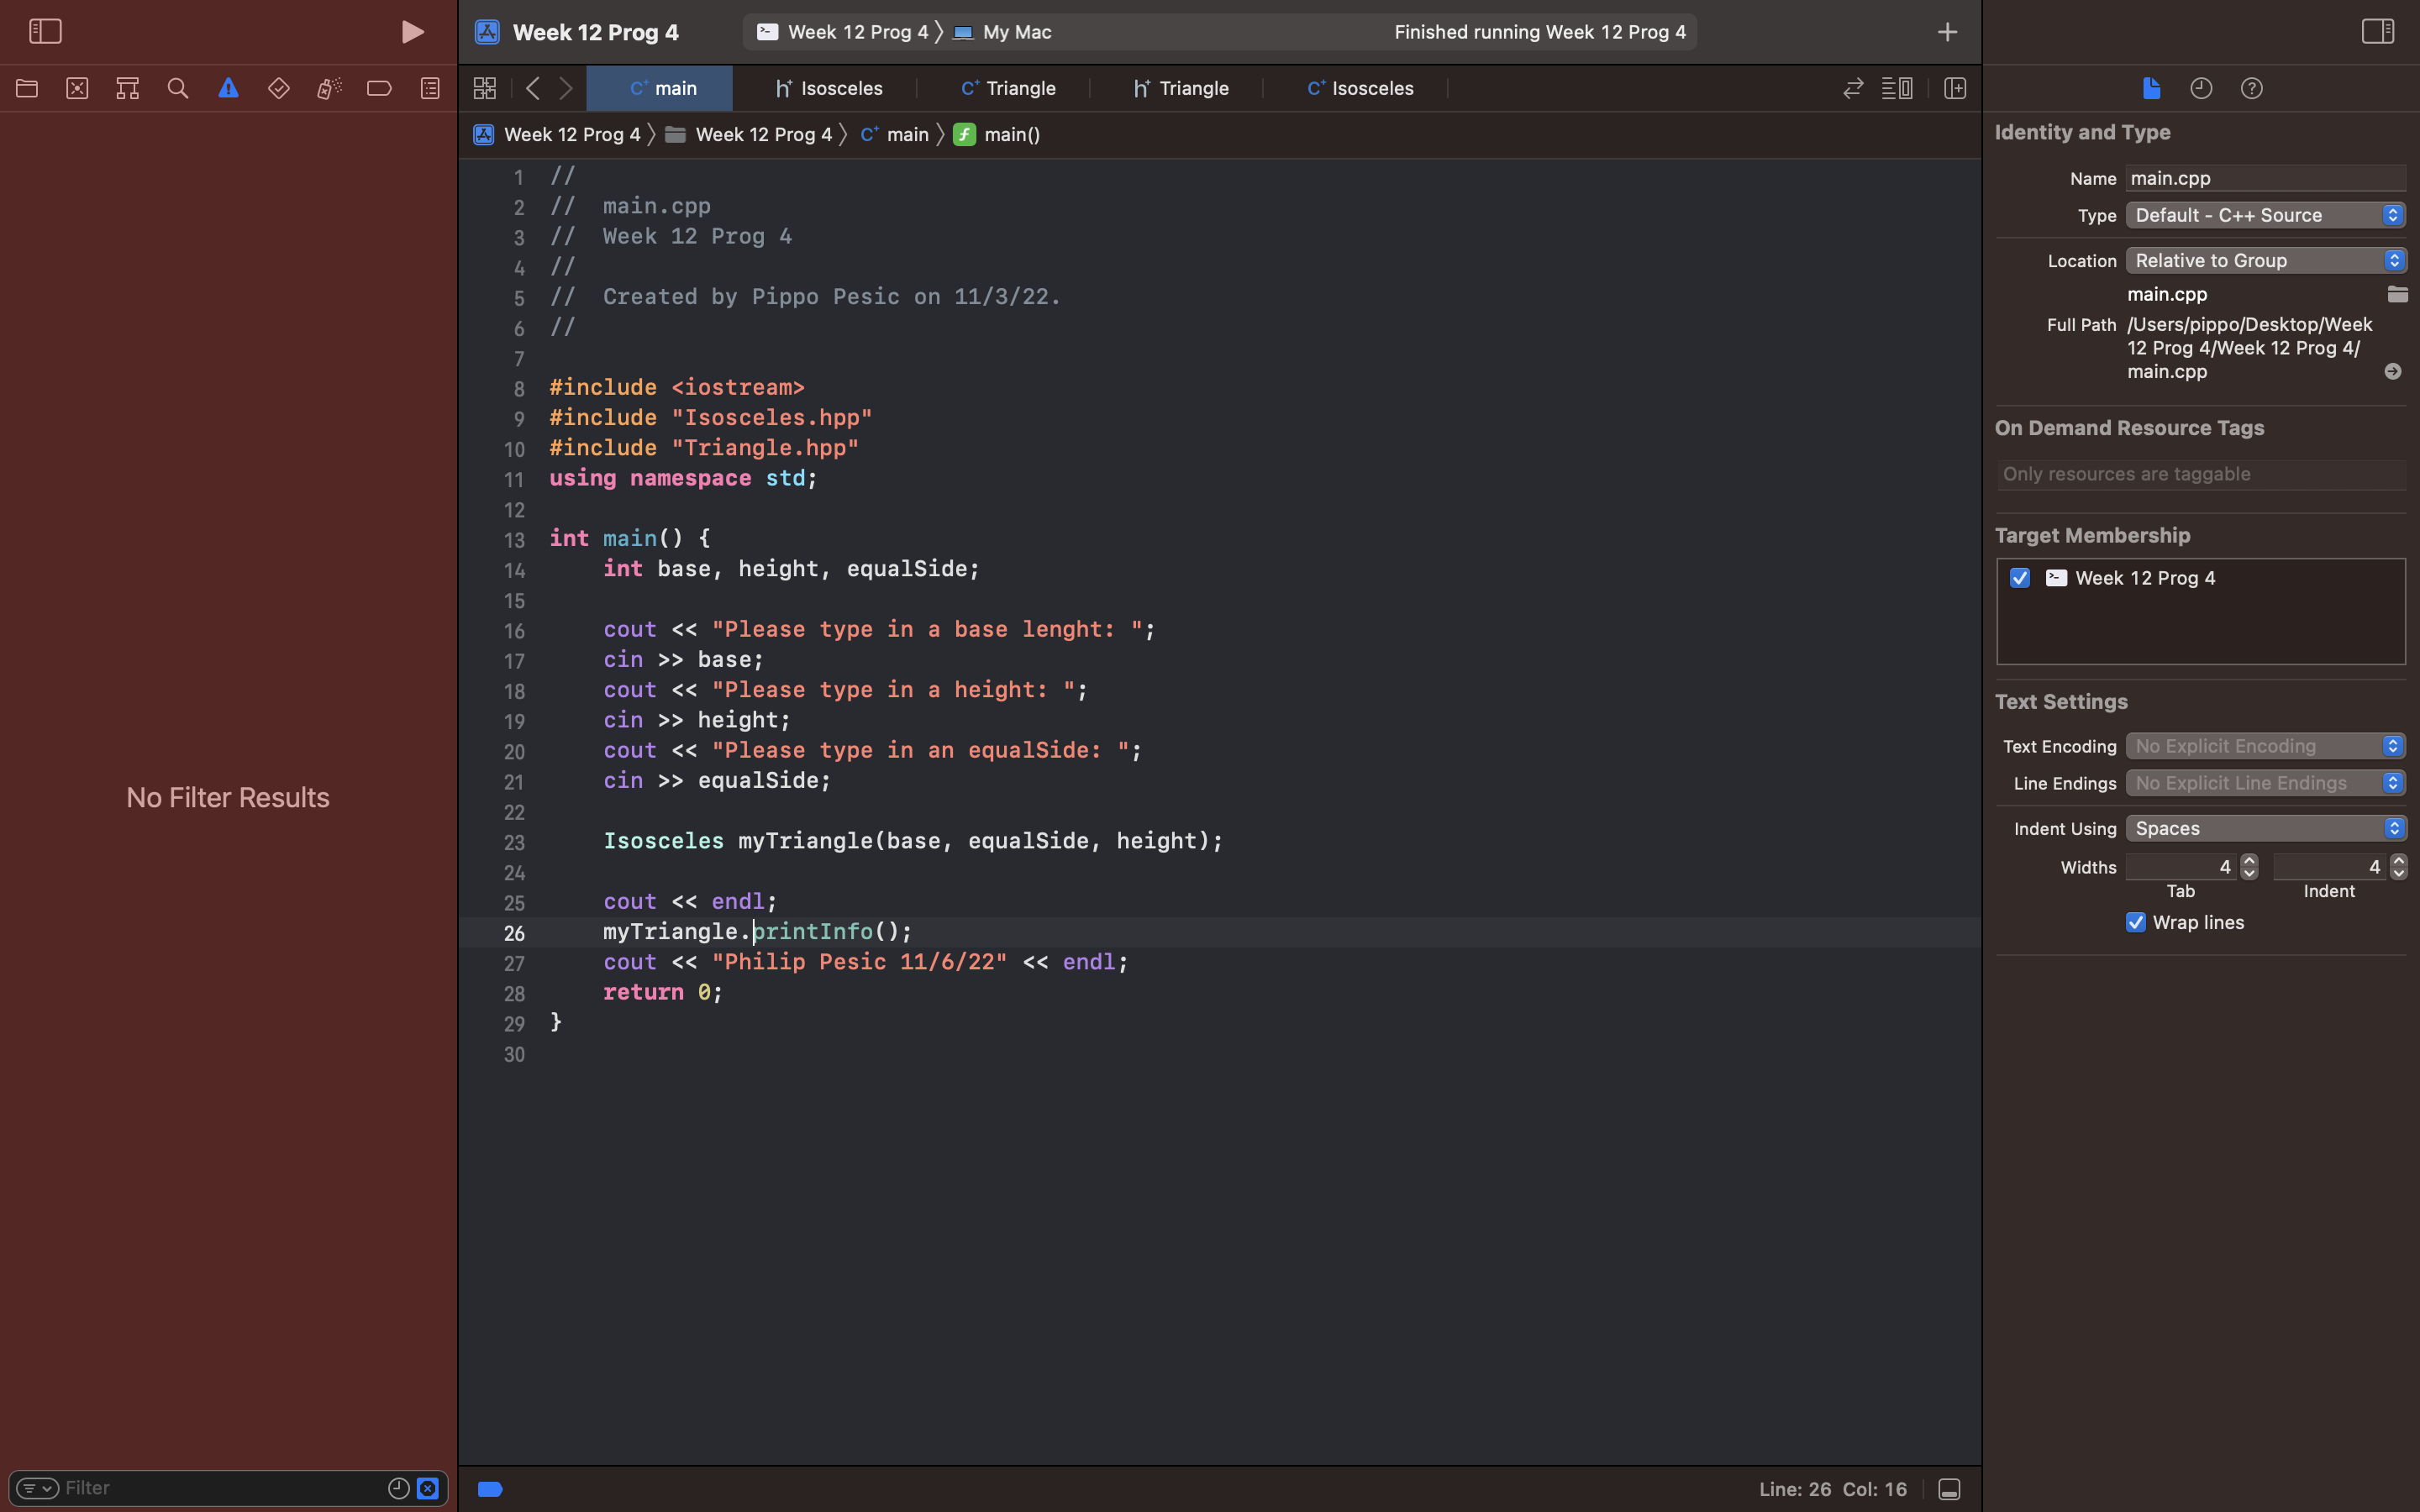 Week 12 Prog 4
Week 12 Prog 4 〉 My Mac
Finished running Week 12 Prog 4
main
Isosceles
Triangle
Triangle
Isosceles
Week 12 Prog 4 〉 Week 12 Prog 4 〉 main 〉 main()
1 //
2 //  main.cpp
3 //  Week 12 Prog 4
4 //
5 //  Created by Pippo Pesic on 11/3/22.
6 //
7
8 #include <iostream>
9 #include "Isosceles.hpp"
10 #include "Triangle.hpp"
11 using namespace std;
12
13 int main() {
14     int base, height, equalSide;
15
16     cout << "Please type in a base lenght: ";
17     cin >> base;
18     cout << "Please type in a height: ";
19     cin >> height;
20     cout << "Please type in an equalSide: ";
21     cin >> equalSide;
22
23     Isosceles myTriangle(base, equalSide, height);
24
25     cout << endl;
26     myTriangle.printInfo();
27     cout << "Philip Pesic 11/6/22" << endl;
28     return 0;
29 }
30
No Filter Results
Filter
Line: 26 Col: 16
Identity and Type
Name main.cpp
Type Default - C++ Source
Location Relative to Group
main.cpp
Full Path /Users/pippo/Desktop/Week
12 Prog 4/Week 12 Prog 4/
main.cpp
On Demand Resource Tags
Only resources are taggable
Target Membership
Week 12 Prog 4
Text Settings
Text Encoding No Explicit Encoding
Line Endings No Explicit Line Endings
Indent Using Spaces
Widths 4 4
Tab Indent
Wrap lines